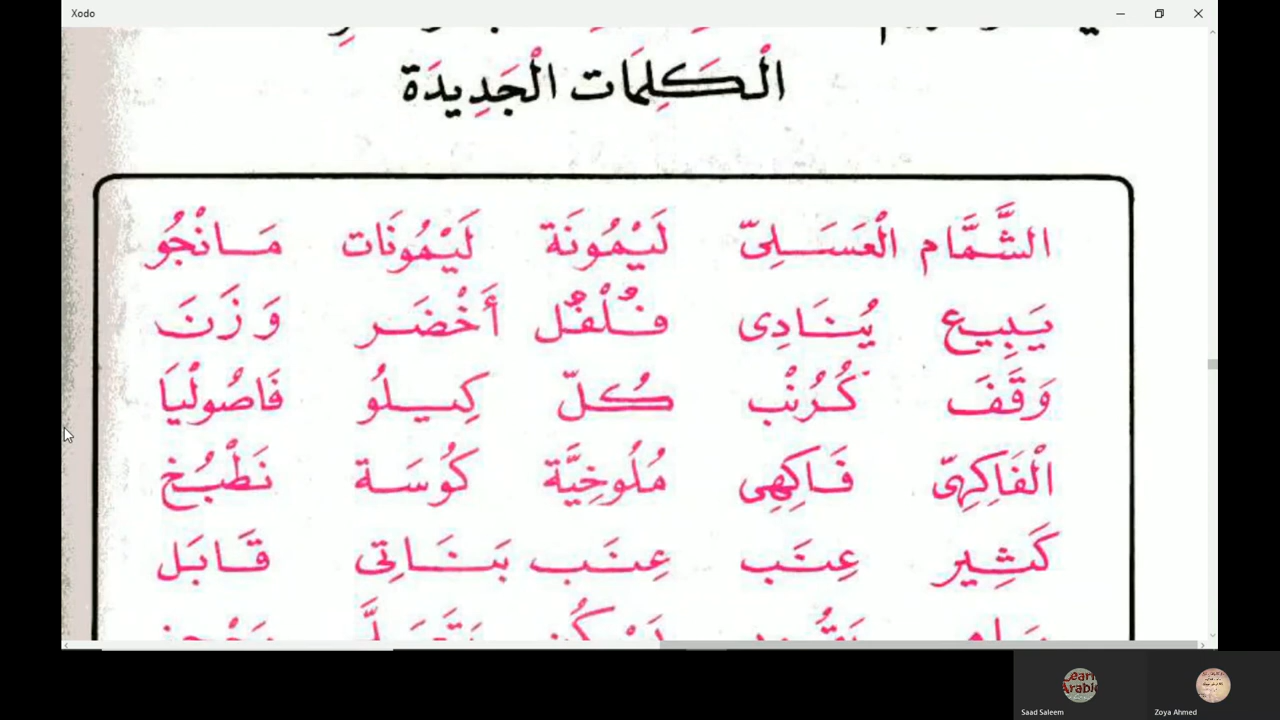 Xodo
الْكَلِمَات الْجَدِيدَة
الشَّمَّام الْعَسَلِىّ لَيْمُونَة لَيْمُونَات مَانْجُو
يَبِيع يُنَادِى فُلْفُل أَخْضَر وَزَنَ
وَقَفَ كُرُنْب كُلّ كِيلُو فَاصُولْيَا
الْفَاكِهِىّ فَاكِهِى مُلُوخِيَّة كُوسَة نَطْبُخ
كَثِير عِنَب عِنَب بَنَاتِى قَابَل
Saad Saleem
Zoya Ahmed